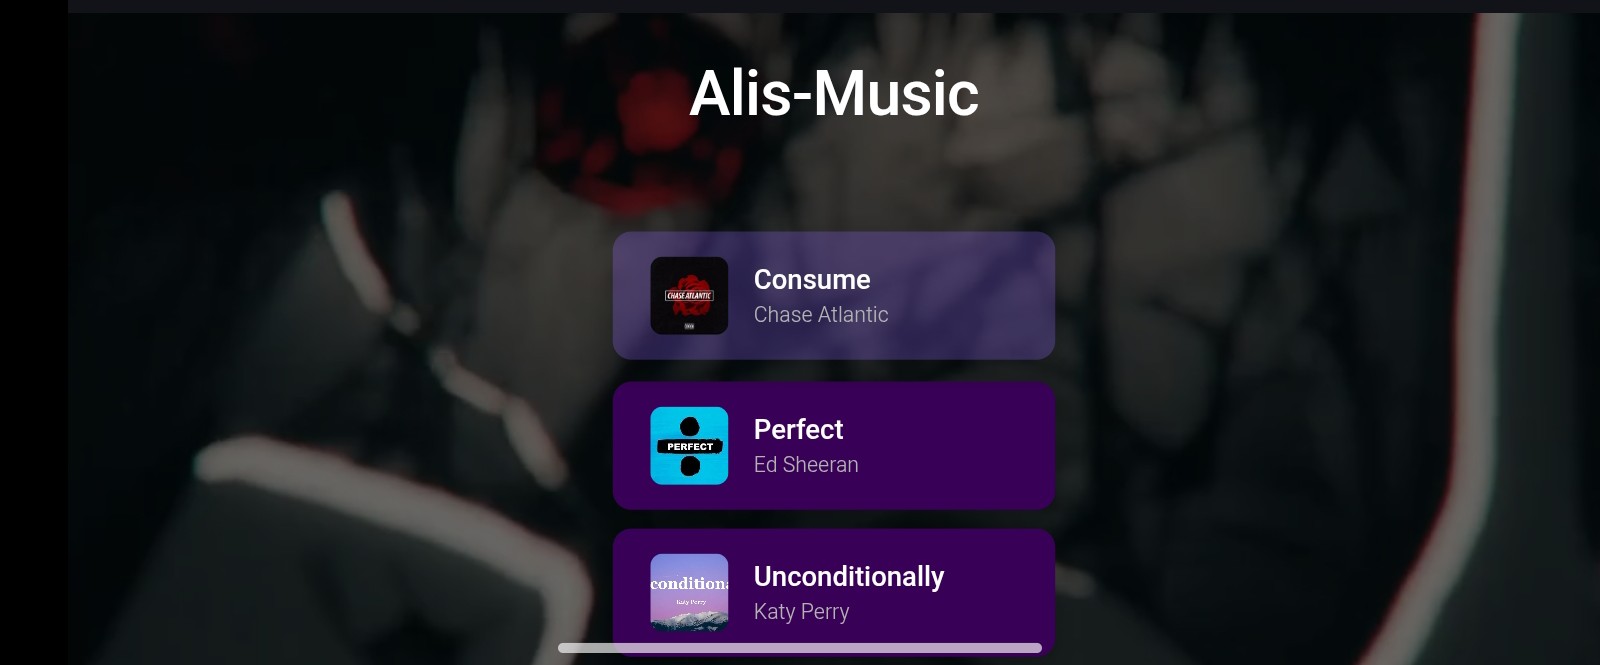 Alis-Music
CHASE ATLANTIC
Consume
Chase Atlantic
PERFECT
Perfect
Ed Sheeran
condition
Katy Perry
Unconditionally
Katy Perry